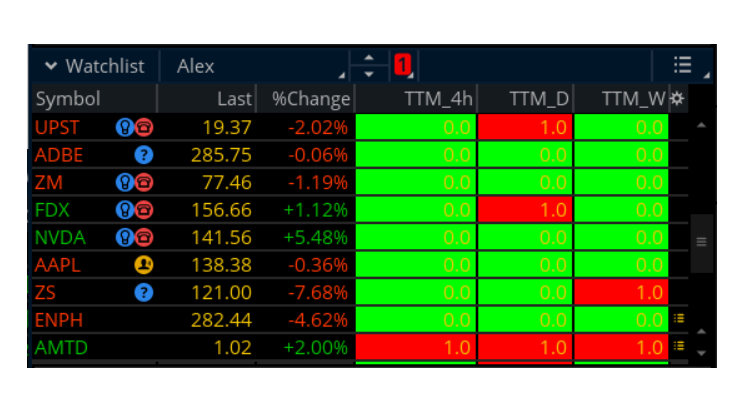 Watchlist Alex 1
Symbol Last %Change TTM_4h TTM_D TTM_W
UPST 19.37 -2.02% 0.0 1.0 0.0
ADBE ? 285.75 -0.06% 0.0 0.0 0.0
ZM 77.46 -1.19% 0.0 0.0 0.0
FDX 156.66 +1.12% 0.0 1.0 0.0
NVDA 141.56 +5.48% 0.0 0.0 0.0
AAPL 138.38 -0.36% 0.0 0.0 0.0
ZS ? 121.00 -7.68% 0.0 0.0 1.0
ENPH 282.44 -4.62% 0.0 0.0 0.0
AMTD 1.02 +2.00% 1.0 1.0 1.0